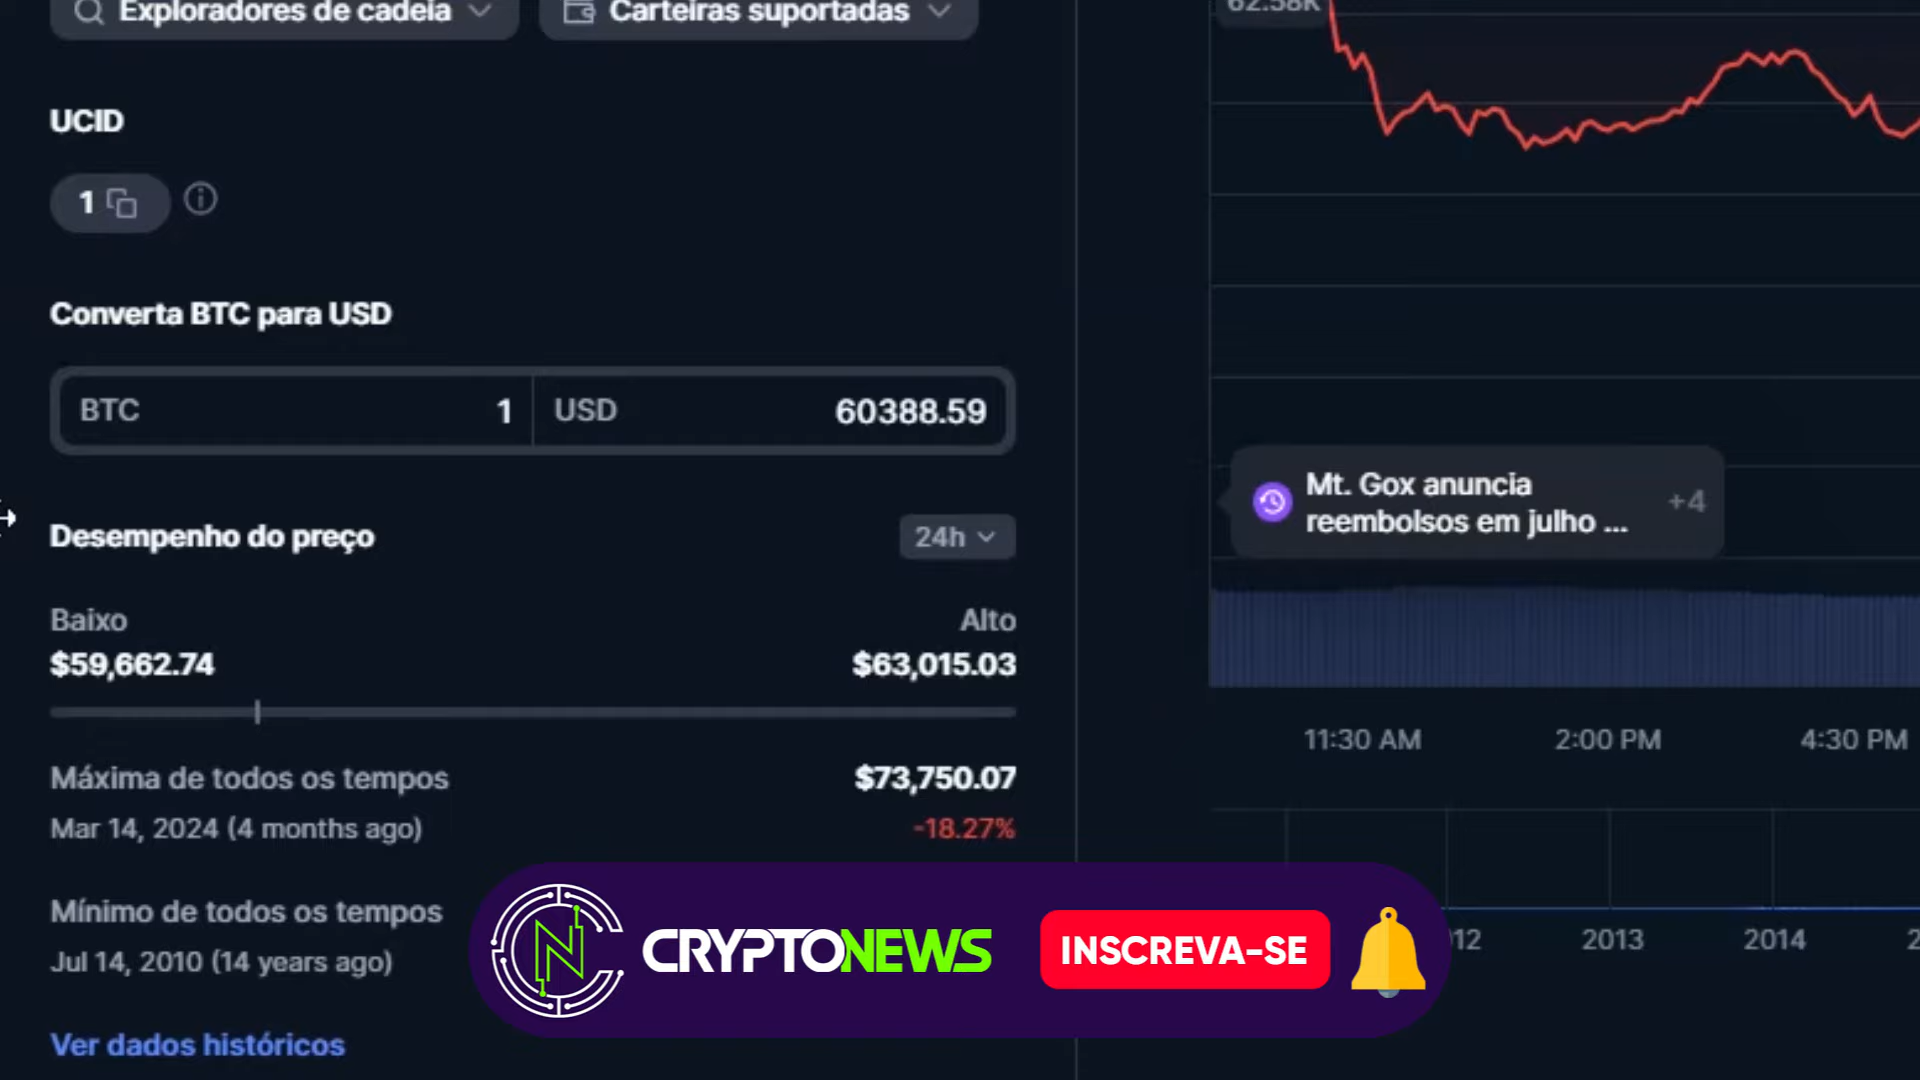 Exploradores de cadeia
Carteiras suportadas
UCID
1
Converta BTC para USD
BTC 1 USD 60388.59
Desempenho do preço 24h
Baixo Alto
$59,662.74 $63,015.03
Máxima de todos os tempos $73,750.07
Mar 14, 2024 (4 months ago) -18.27%
Mínimo de todos os tempos
Jul 14, 2010 (14 years ago)
Ver dados históricos
62.58K
Mt. Gox anuncia
reembolsos em julho ...
+4
11:30 AM 2:00 PM 4:30 PM
12 2013 2014 2
CRYPTONEWS
INSCREVA-SE